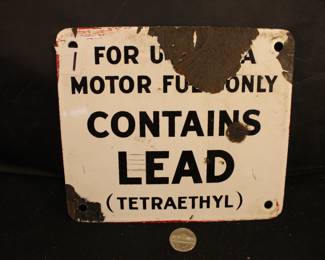 FOR
MOTOR FUEL ONLY
CONTAINS
LEAD
(TETRAETHYL)